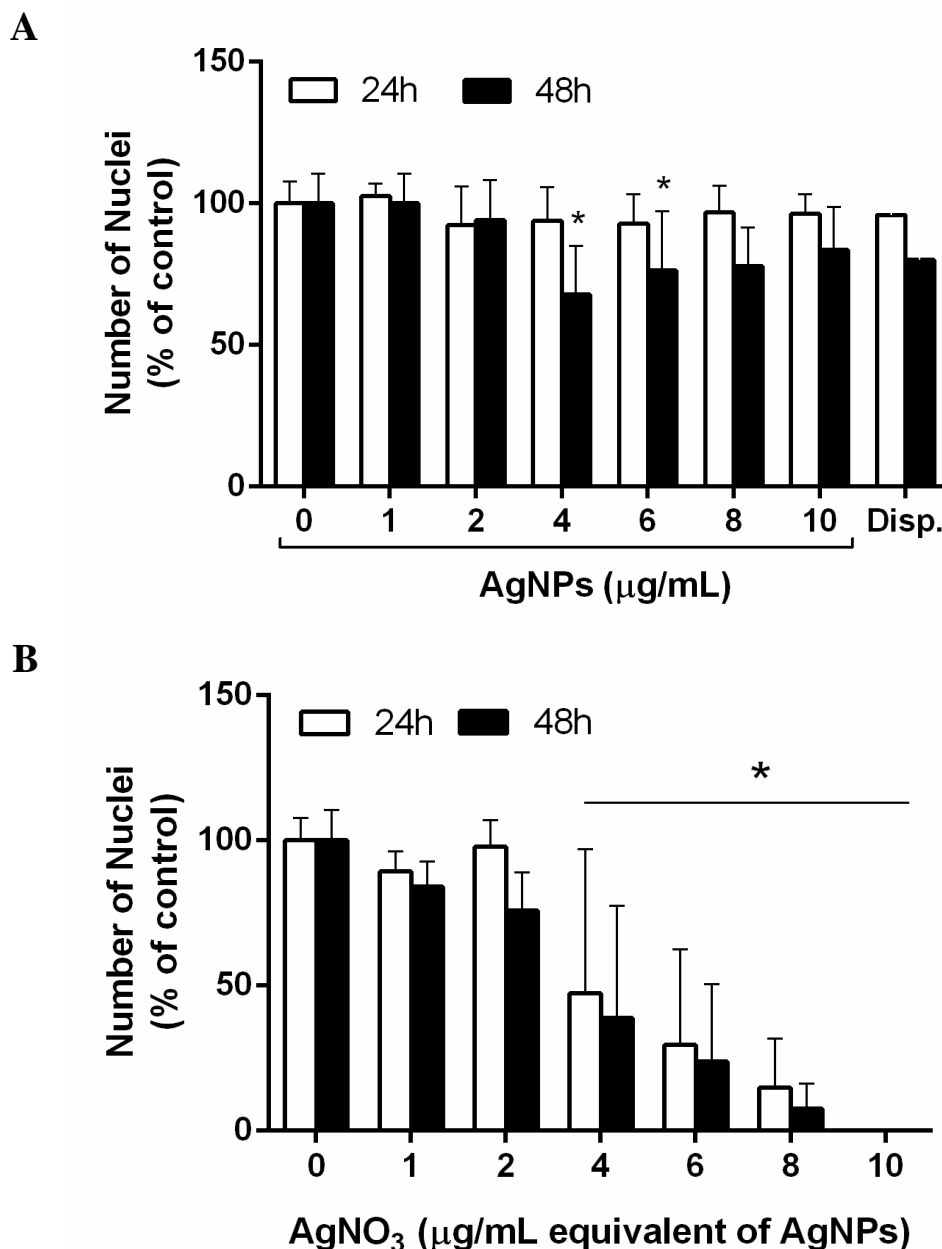 A
150
24h 48h
100
50
0
Number of Nuclei
(% of control)
* *
0 1 2 4 6 8 10 Disp.
AgNPs (μg/mL)
B
150
24h 48h
*
100
50
0
Number of Nuclei
(% of control)
0 1 2 4 6 8 10
AgNO₃ (μg/mL equivalent of AgNPs)